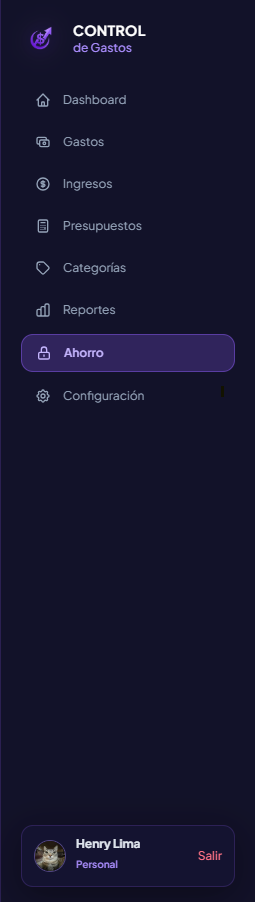 CONTROL
de Gastos
Dashboard
Gastos
Ingresos
Presupuestos
Categorías
Reportes
Ahorro
Configuración
Henry Lima
Personal
Salir